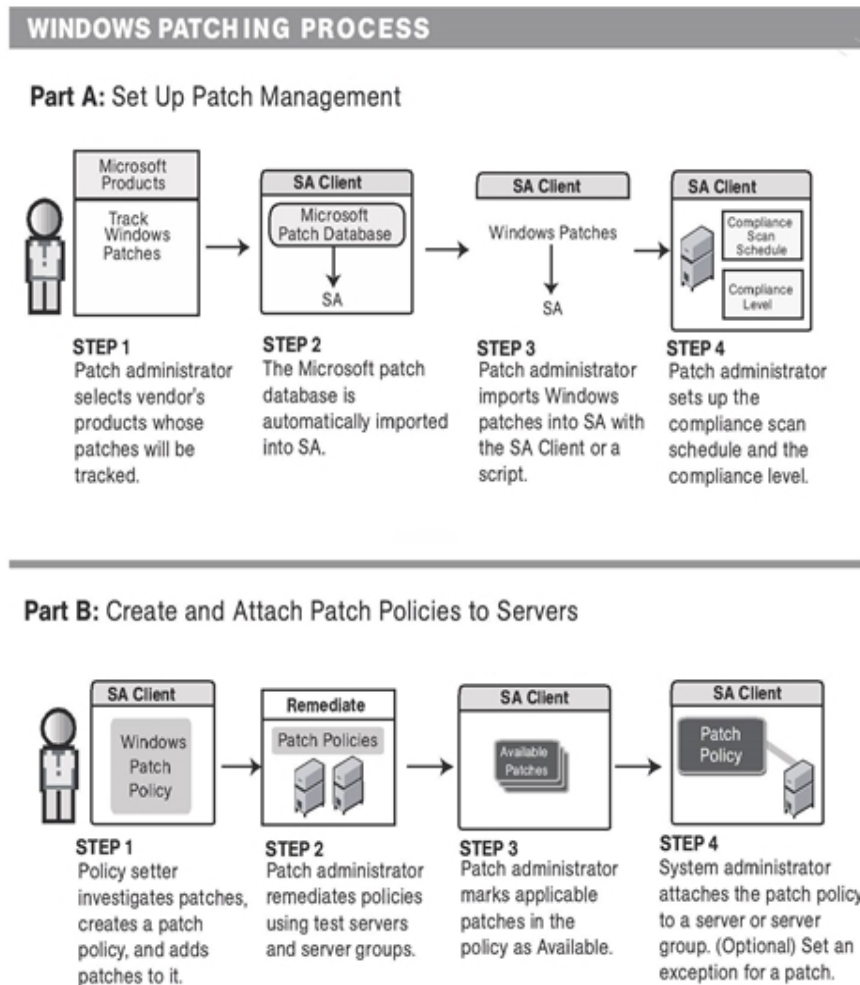 WINDOWS PATCHING PROCESS
Part A: Set Up Patch Management
Microsoft
Products
Track
Windows
Patches
STEP 1
Patch administrator
selects vendor's
products whose
patches will be
tracked.
SA Client
Microsoft
Patch Database
SA
STEP 2
The Microsoft patch
database is
automatically imported
into SA.
SA Client
Windows Patches
SA
STEP 3
Patch administrator
imports Windows
patches into SA with
the SA Client or a
script.
SA Client
Compliance
Scan
Schedule
Compliance
Level
STEP 4
Patch administrator
sets up the
compliance scan
schedule and the
compliance level.
Part B: Create and Attach Patch Policies to Servers
SA Client
Windows
Patch
Policy
STEP 1
Policy setter
investigates patches,
creates a patch
policy, and adds
patches to it.
Remediate
Patch Policies
STEP 2
Patch administrator
remediates policies
using test servers
and server groups.
SA Client
Available
Patches
STEP 3
Patch administrator
marks applicable
patches in the
policy as Available.
SA Client
Patch
Policy
STEP 4
System administrator
attaches the patch policy
to a server or server
group. (Optional) Set an
exception for a patch.